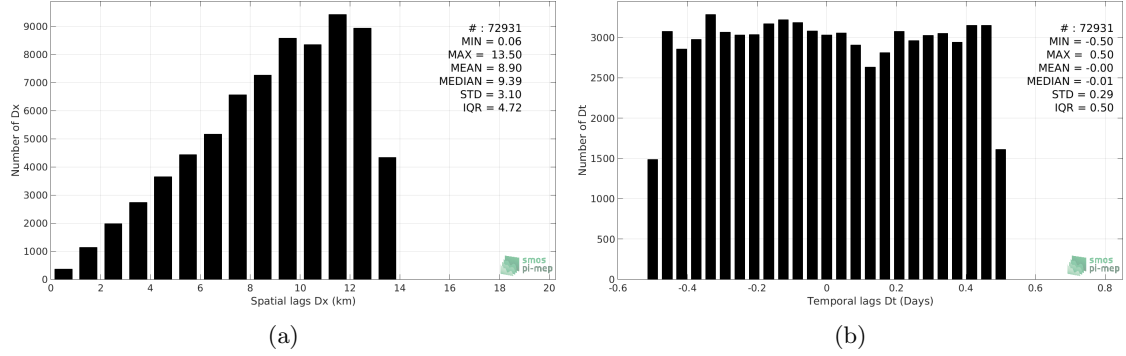 9000
8000
7000
6000
5000
4000
3000
2000
1000
0
Number of Dx
# : 72931
MIN = 0.06
MAX = 13.50
MEAN = 8.90
MEDIAN = 9.39
STD = 3.10
IQR = 4.72
smos
pi-mep
0 2 4 6 8 10 12 14 16 18 20
Spatial lags Dx (km)
(a)
3000
2500
2000
1500
1000
500
0
Number of Dt
# : 72931
MIN = -0.50
MAX = 0.50
MEAN = -0.00
MEDIAN = -0.01
STD = 0.29
IQR = 0.50
smos
pi-mep
-0.6 -0.4 -0.2 0 0.2 0.4 0.6 0.8
Temporal lags Dt (Days)
(b)